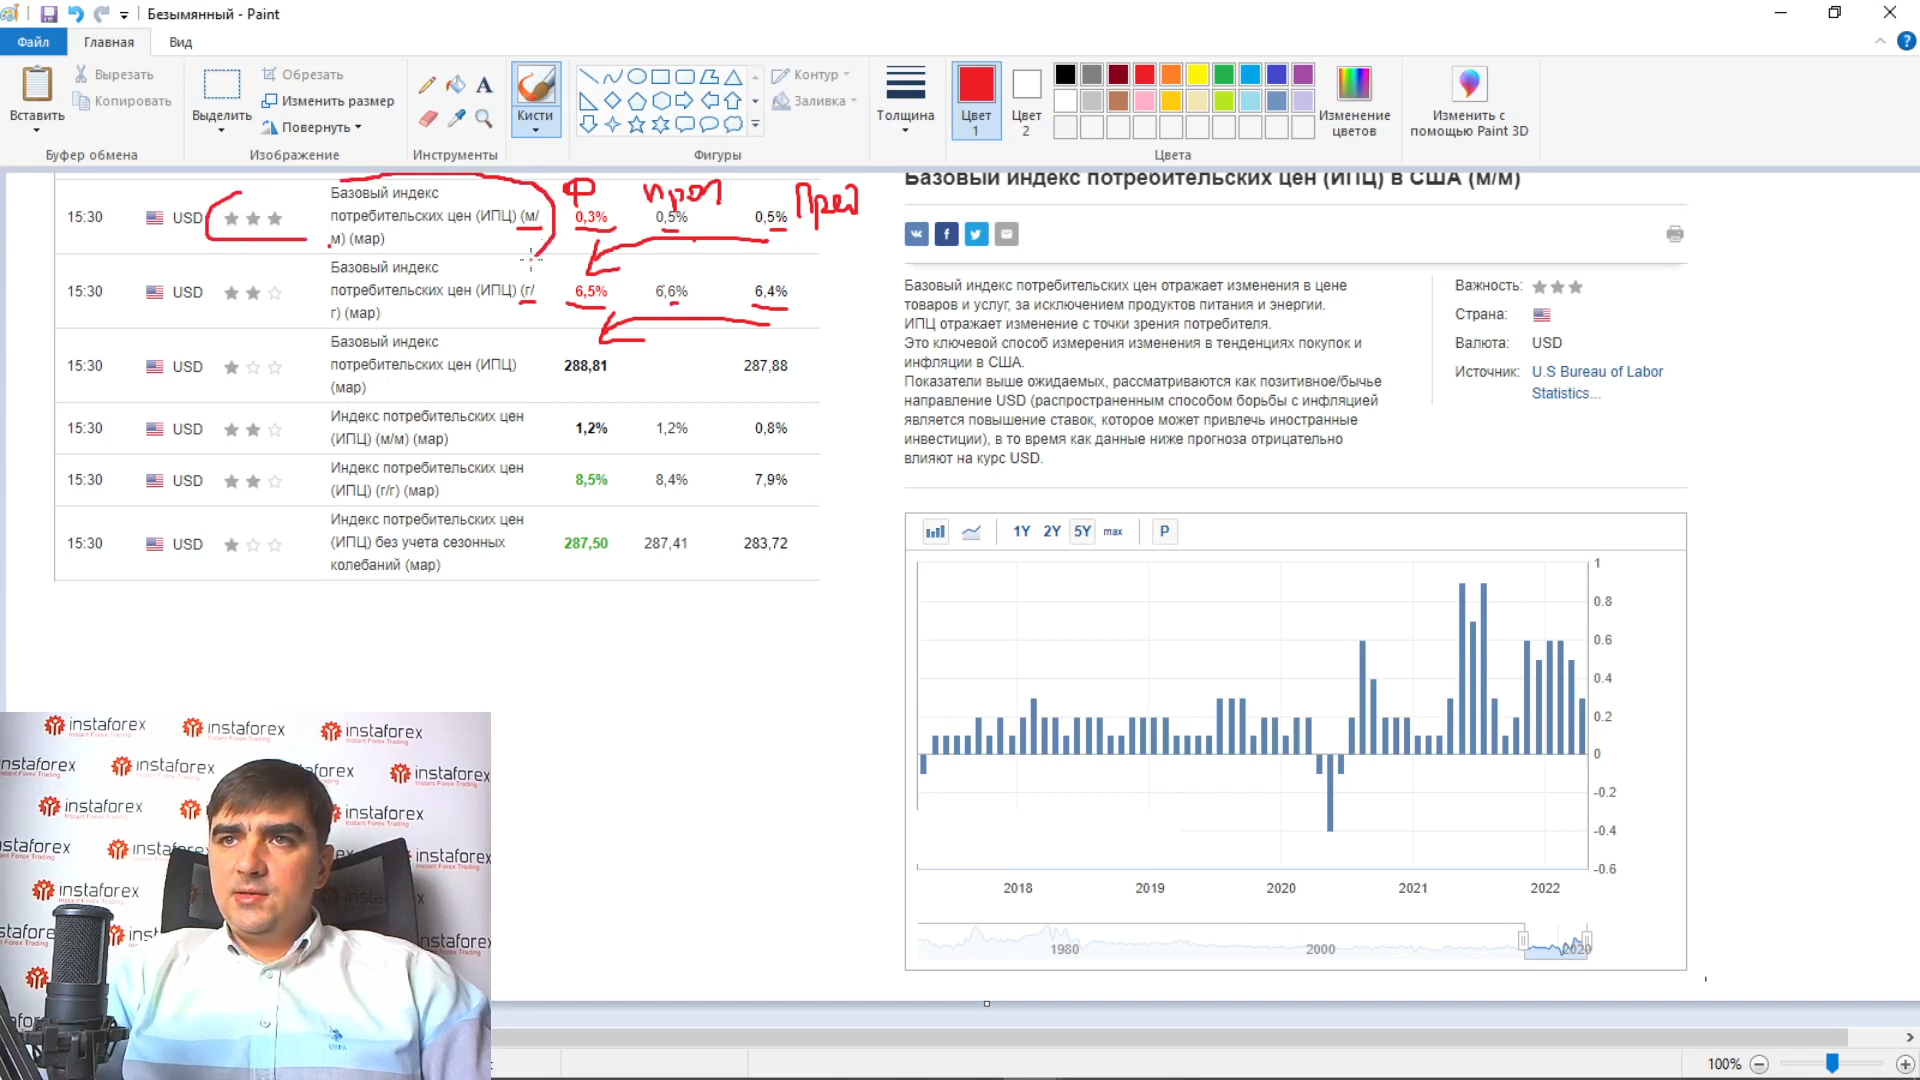 Безымянный - Paint
Файл
Главная
Вид
Вставить
Вырезать
Копировать
Буфер обмена
Выделить
Обрезать
Изменить размер
Повернуть
Изображение
Инструменты
Кисти
Фигуры
Контур
Заливка
Толщина
Цвет 1
Цвет 2
Цвета
Изменение цветов
Изменить с помощью Paint 3D
Ф прог Пред
15:30 USD Базовый индекс
потребительских цен (ИПЦ) (м/ 0,3% 0,5% 0,5%
м) (мар)
15:30 USD Базовый индекс
потребительских цен (ИПЦ) (г/ 6,5% 6,6% 6,4%
г) (мар)
15:30 USD Базовый индекс
потребительских цен (ИПЦ) 288,81 287,88
(мар)
15:30 USD Индекс потребительских цен
(ИПЦ) (м/м) (мар) 1,2% 1,2% 0,8%
15:30 USD Индекс потребительских цен
(ИПЦ) (г/г) (мар) 8,5% 8,4% 7,9%
15:30 USD Индекс потребительских цен
(ИПЦ) без учета сезонных 287,50 287,41 283,72
колебаний (мар)
Базовый индекс потребительских цен (ИПЦ) в США (м/м)
Базовый индекс потребительских цен отражает изменения в цене
товаров и услуг, за исключением продуктов питания и энергии.
ИПЦ отражает изменение с точки зрения потребителя.
Это ключевой способ измерения изменения в тенденциях покупок и
инфляции в США.
Показатели выше ожидаемых, рассматриваются как позитивное/бычье
направление USD (распространенным способом борьбы с инфляцией
является повышение ставок, которое может привлечь иностранные
инвестиции), в то время как данные ниже прогноза отрицательно
влияют на курс USD.
Важность:
Страна:
Валюта: USD
Источник: U.S Bureau of Labor
Statistics...
1Y 2Y 5Y max P
1
0.8
0.6
0.4
0.2
0
-0.2
-0.4
-0.6
2018 2019 2020 2021 2022
1980 2000 2020
instaforex
Instant Forex Trading
100%